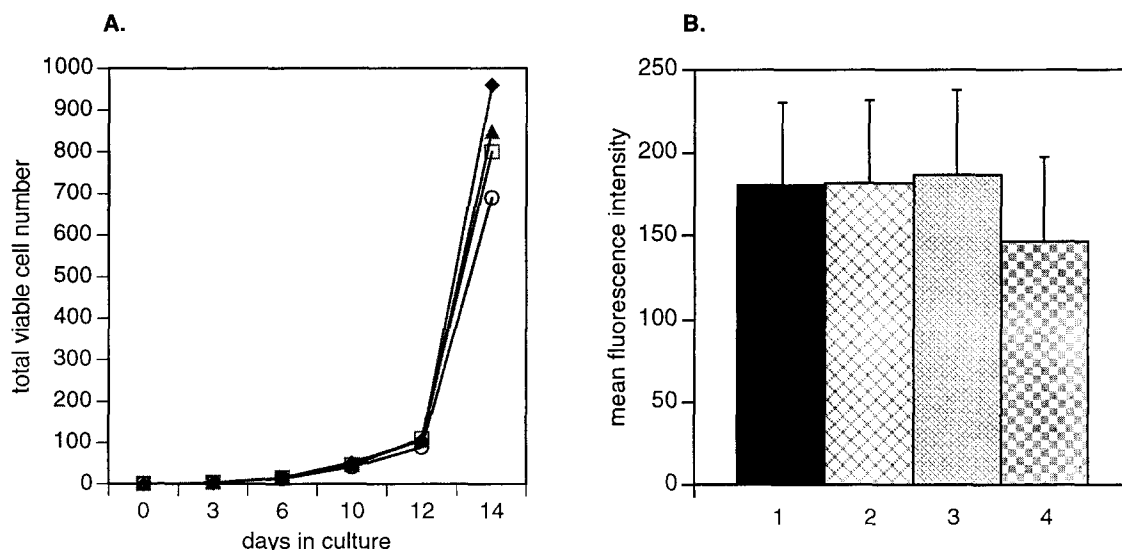 A.
total viable cell number
1000
900
800
700
600
500
400
300
200
100
0
0 3 6 10 12 14
days in culture
B.
mean fluorescence intensity
250
200
150
100
50
0
1 2 3 4